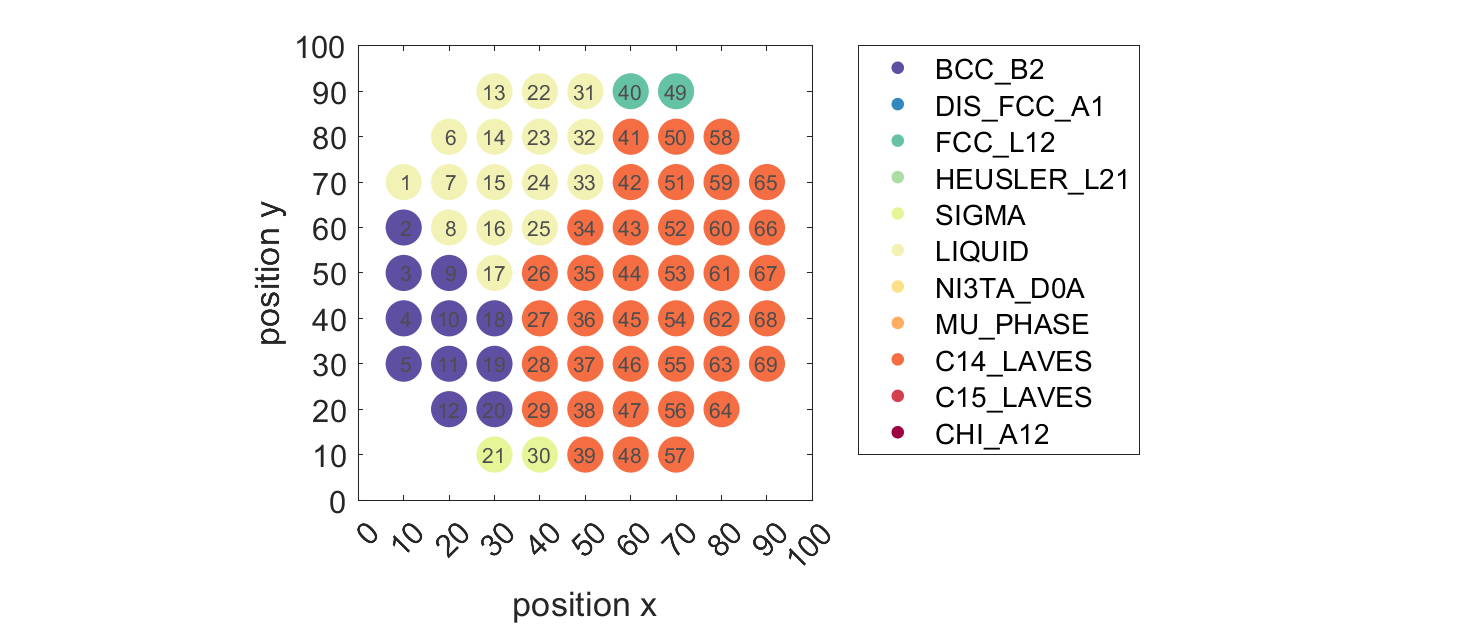 100
90
80
70
60
50
40
30
20
10
0
position y
13 22 31 40 49
6 14 23 32 41 50 58
1 7 15 24 33 42 51 59 65
2 8 16 25 34 43 52 60 66
3 9 17 26 35 44 53 61 67
4 10 18 27 36 45 54 62 68
5 11 19 28 37 46 55 63 69
12 20 29 38 47 56 64
21 30 39 48 57
0 10 20 30 40 50 60 70 80 90 100
position x
BCC_B2
DIS_FCC_A1
FCC_L12
HEUSLER_L21
SIGMA
LIQUID
NI3TA_D0A
MU_PHASE
C14_LAVES
C15_LAVES
CHI_A12